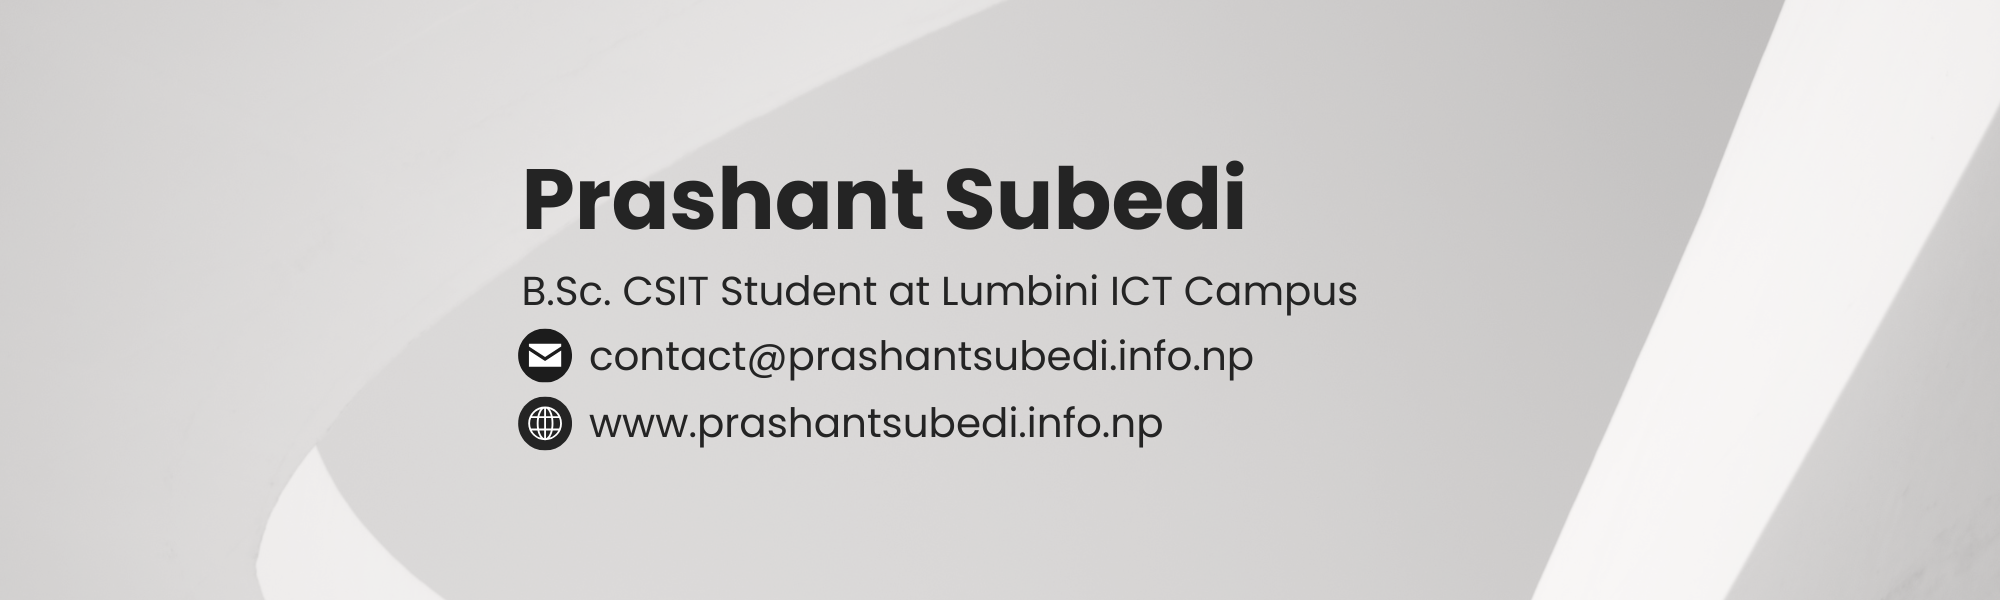 Prashant Subedi
B.Sc. CSIT Student at Lumbini ICT Campus
contact@prashantsubedi.info.np
www.prashantsubedi.info.np